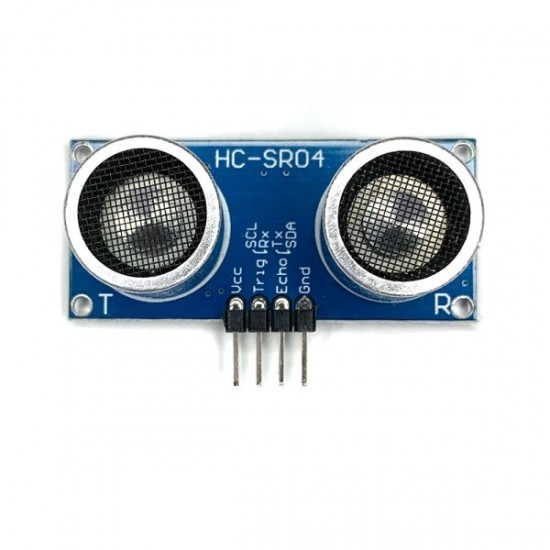 HC-SR04
T
R
Vcc
Trig SCL Rx
Echo Tx SDA
Gnd